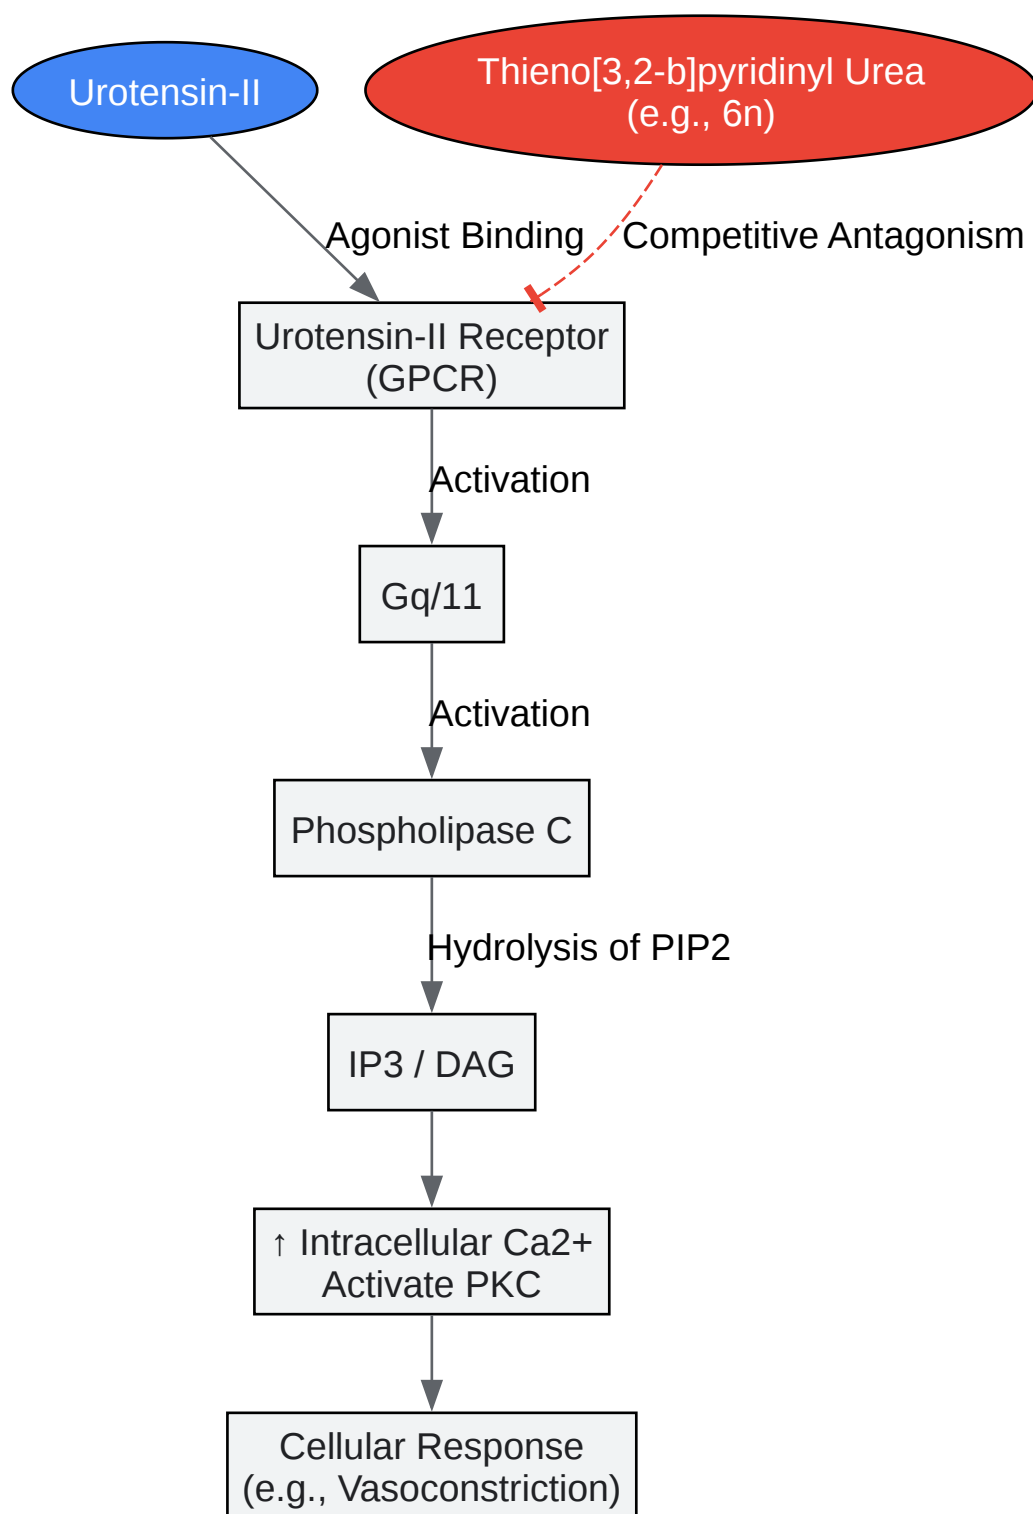 Urotensin-II
Thieno[3,2-b]pyridinyl Urea
(e.g., 6n)
Agonist Binding
Competitive Antagonism
Urotensin-II Receptor
(GPCR)
Activation
Gq/11
Activation
Phospholipase C
Hydrolysis of PIP2
IP3 / DAG
↑ Intracellular Ca2+
Activate PKC
Cellular Response
(e.g., Vasoconstriction)